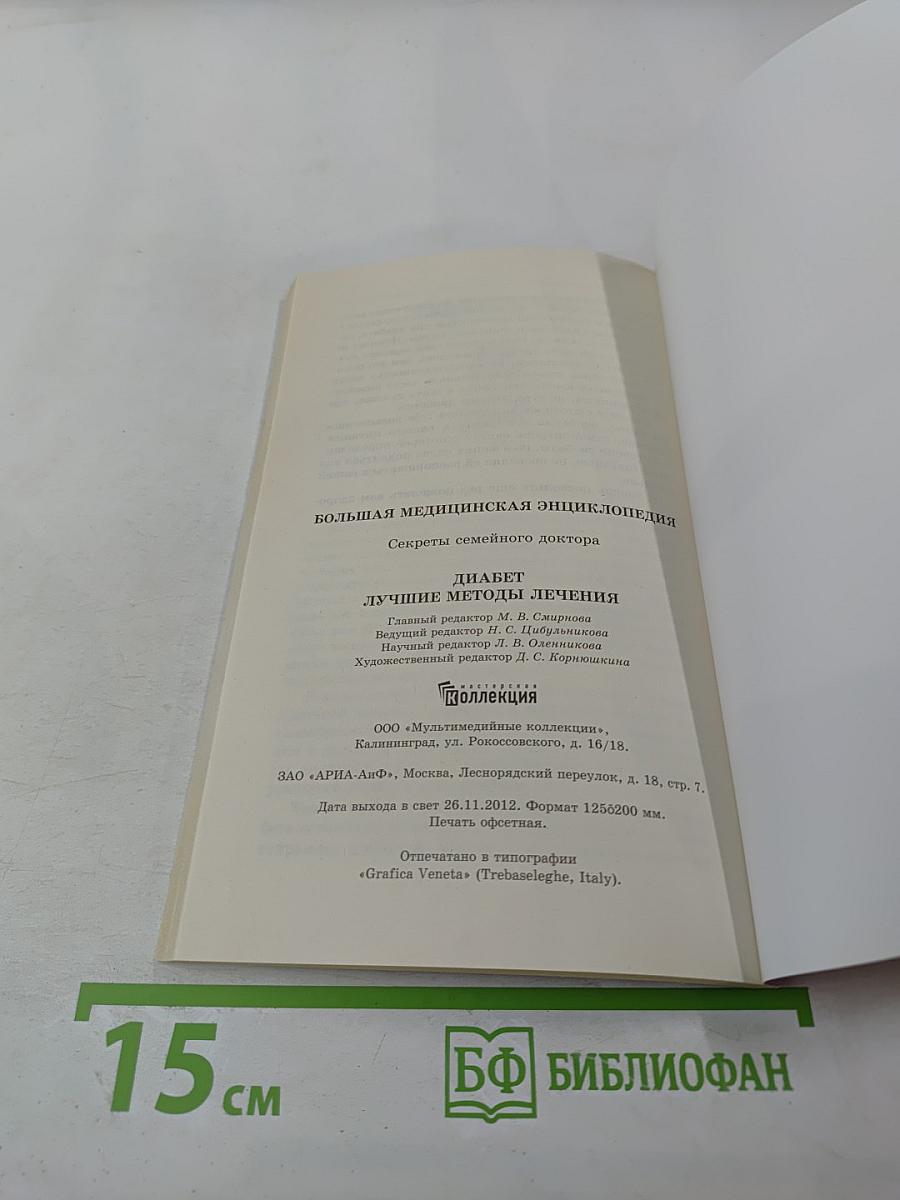 БОЛЬШАЯ МЕДИЦИНСКАЯ ЭНЦИКЛОПЕДИЯ
Секреты семейного доктора
ДИАБЕТ
ЛУЧШИЕ МЕТОДЫ ЛЕЧЕНИЯ
Главный редактор М. В. Смирнова
Ведущий редактор Н. С. Цибульникова
Научный редактор Л. В. Оленникова
Художественный редактор Д. С. Корнюшкина
мастерская
коллекция
ООО «Мультимедийные коллекции»,
Калининград, ул. Рокоссовского, д. 16/18.
ЗАО «АРИА-АиФ», Москва, Леснорядский переулок, д. 18, стр. 7.
Дата выхода в свет 26.11.2012. Формат 125õ200 мм.
Печать офсетная.
Отпечатано в типографии
«Grafica Veneta» (Trebaseleghe, Italy).
15 см
БФ БИБЛИОФАН